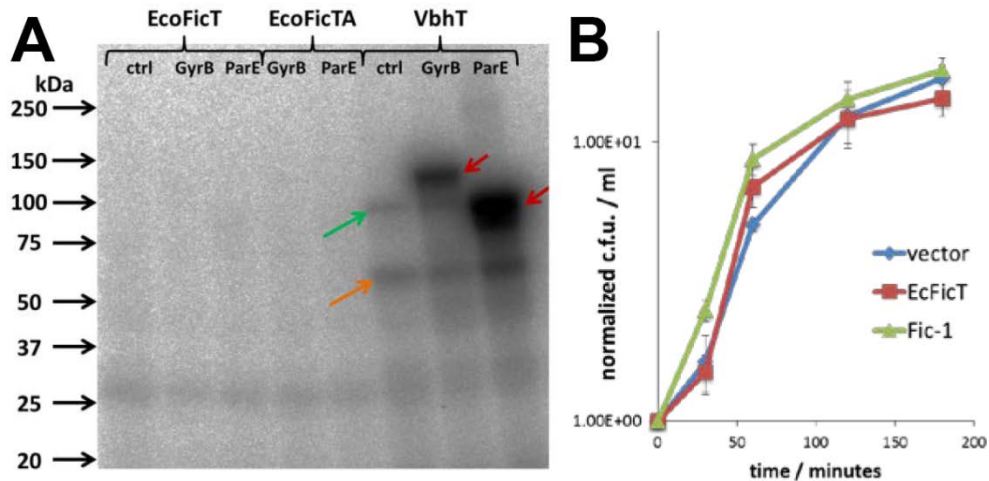 A
EcoFicT EcoFicTA VbhT
ctrl GyrB ParE GyrB ParE ctrl GyrB ParE
kDa
250
150
100
75
50
37
25
20
B
normalized c.f.u. / ml
1.00E+01
1.00E+00
vector
EcFicT
Fic-1
0 50 100 150 200
time / minutes